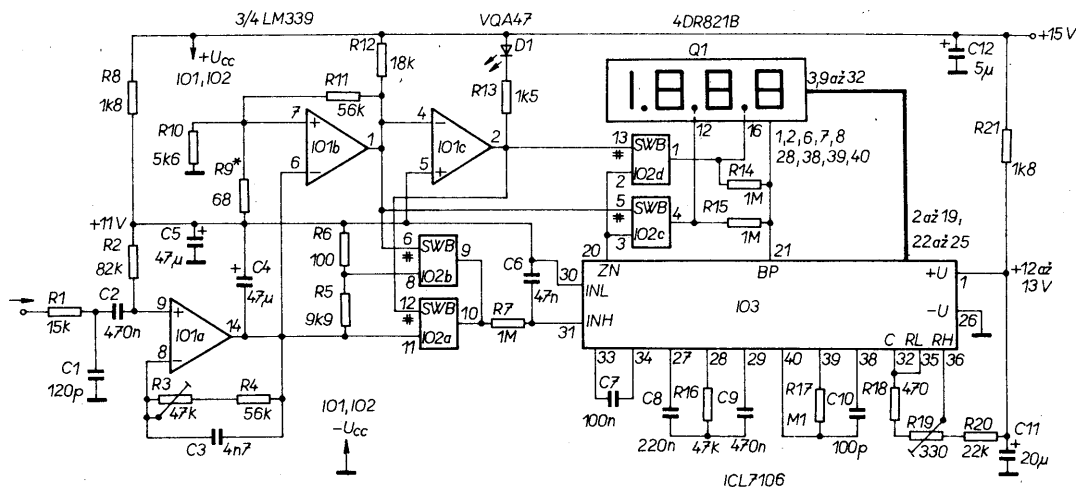 3/4 LM339
VQA47
4DR821B
+15 V
R8
1k8
+Ucc
IO1, IO2
R12
18k
D1
R13
1k5
Q1
3,9 až 32
C12
5µ
R11
56k
R10
5k6
R9*
68
7
+
6
−
IO1b
1
4
−
5
+
IO1c
2
13
#
SWB
IO2d
1
2
5
#
SWB
IO2c
4
3
12
16
1, 2, 6, 7, 8
28, 38, 39, 40
R14
1M
R15
1M
R21
1k8
+11 V
R2
82k
C5
47µ
C4
47µ
R6
100
R5
9k9
6
#
SWB
IO2b
9
8
12
#
SWB
IO2a
10
11
C6
47n
R7
1M
20
ZN
21
BP
2 až 19,
22 až 25
30
INL
31
INH
IO3
+U
1
+12 až
13 V
−U
26
R1
15k
C2
470n
C1
120p
9
+
8
−
IO1a
14
R3
47k
R4
56k
C3
4n7
IO1, IO2
−Ucc
33
34
C7
100n
27
28
29
40
39
38
C
RL
RH
32
35
36
C8
220n
R16
47k
C9
470n
R17
M1
C10
100p
R18
470
R19
330
R20
22k
C11
20µ
ICL7106